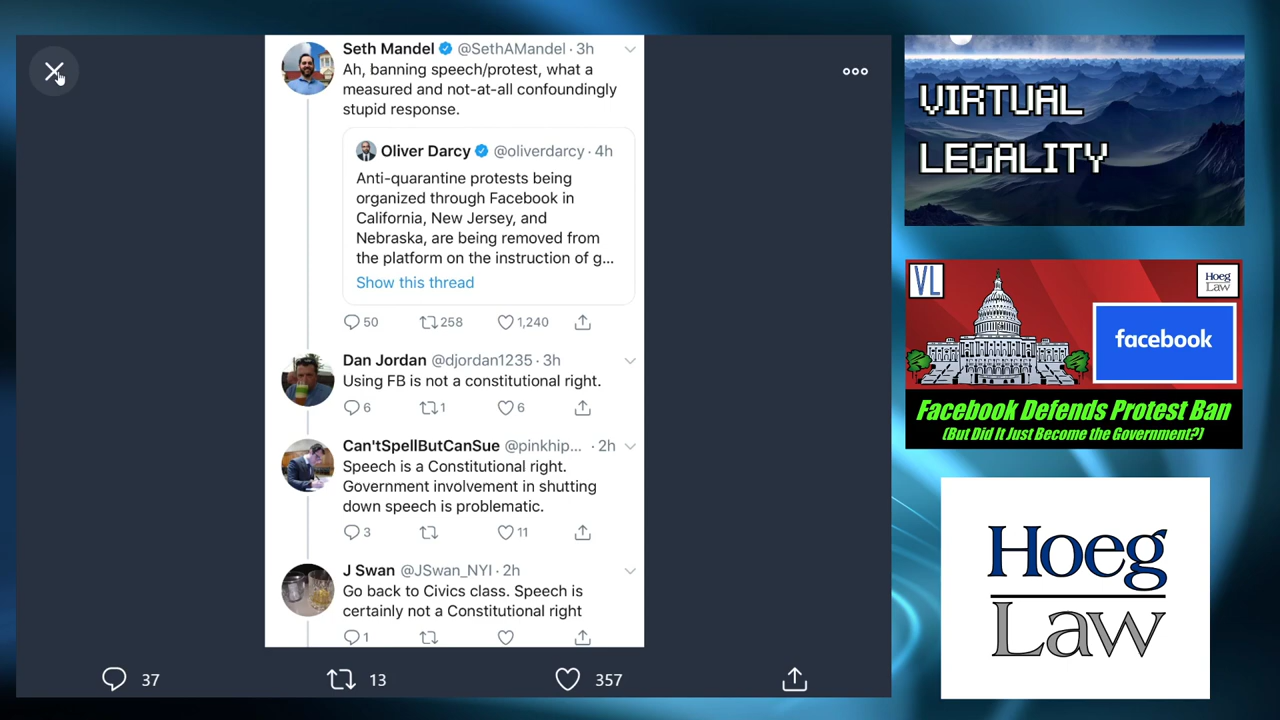 Seth Mandel @SethAMandel · 3h
Ah, banning speech/protest, what a
measured and not-at-all confoundingly
stupid response.
Oliver Darcy @oliverdarcy · 4h
Anti-quarantine protests being
organized through Facebook in
California, New Jersey, and
Nebraska, are being removed from
the platform on the instruction of g...
Show this thread
50 258 1,240
Dan Jordan @djordan1235 · 3h
Using FB is not a constitutional right.
6 1 6
Can'tSpellButCanSue @pinkhip... · 2h
Speech is a Constitutional right.
Government involvement in shutting
down speech is problematic.
3 11
J Swan @JSwan_NYI · 2h
Go back to Civics class. Speech is
certainly not a Constitutional right
1
37 13 357
VIRTUAL
LEGALITY
VL
Hoeg
Law
facebook
Facebook Defends Protest Ban
(But Did It Just Become the Government?)
Hoeg
Law